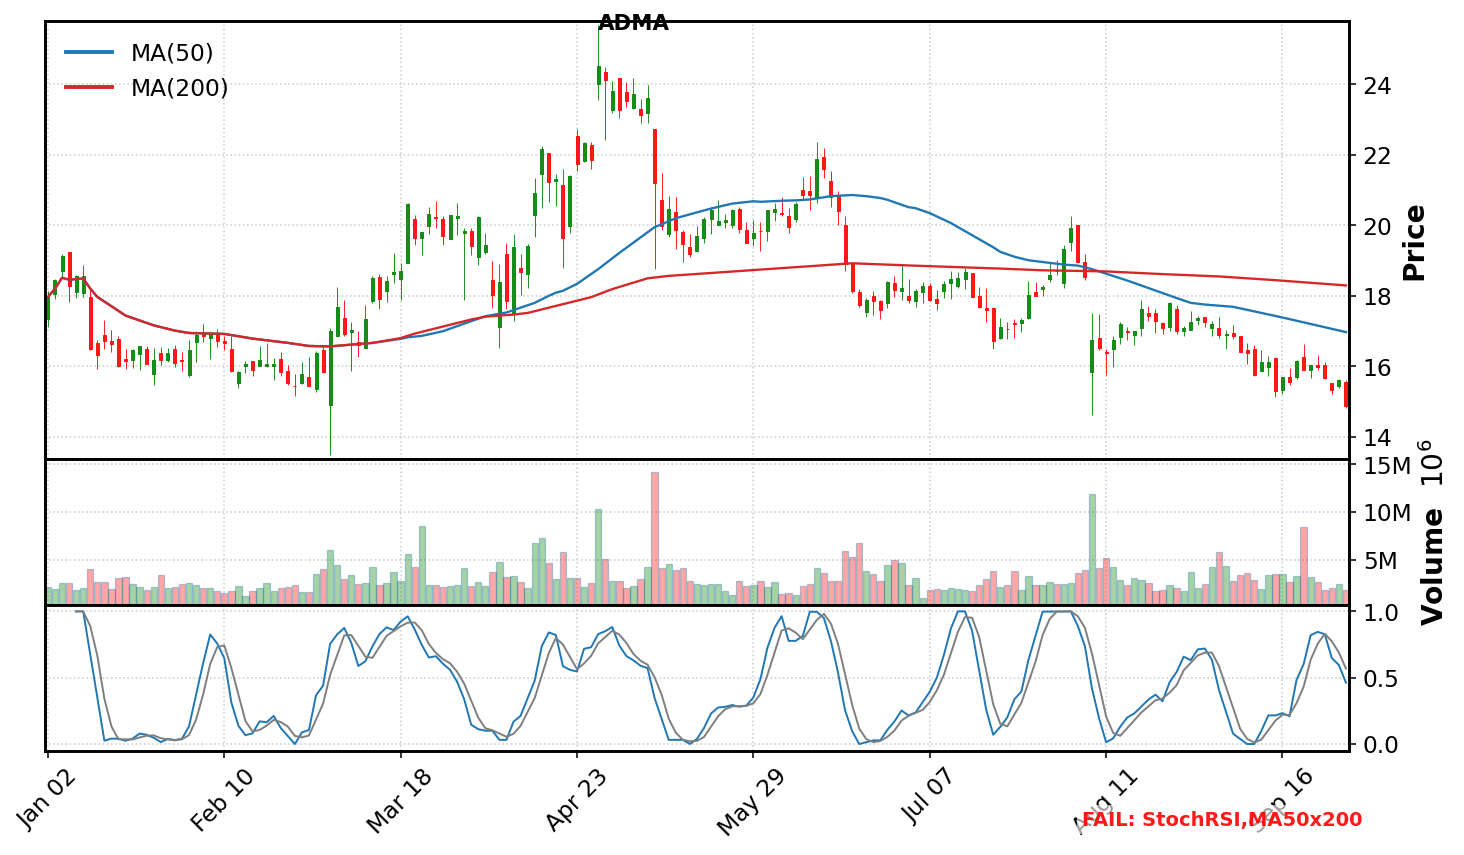 ADMA
MA(50)
MA(200)
24
22
20
18
16
14
Price
15M
10M
5M
Volume 10^6
1.0
0.5
0.0
Jan 02
Feb 10
Mar 18
Apr 23
May 29
Jul 07
Aug 11
Sep 16
FAIL: StochRSI,MA50x200